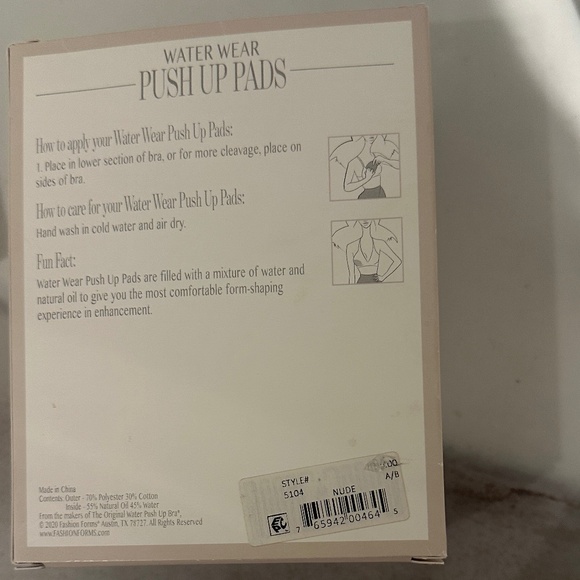 WATER WEAR
PUSH UP PADS
How to apply your Water Wear Push Up Pads:
1. Place in lower section of bra, or for more cleavage, place on
sides of bra.
How to care for your Water Wear Push Up Pads:
Hand wash in cold water and air dry.
Fun Fact:
Water Wear Push Up Pads are filled with a mixture of water and
natural oil to give you the most comfortable form-shaping
experience in enhancement.
Made in China
Contents: Outer - 70% Polyester 30% Cotton
Inside - 55% Natural Oil 45% Water
From the makers of The Original Water Push Up Bra®,
© 2020 Fashion Forms® Austin, TX 78727. All Rights Reserved
www.FASHIONFORMS.com
STYLE#
5104
NUDE
A/B
7 65942 00464 5